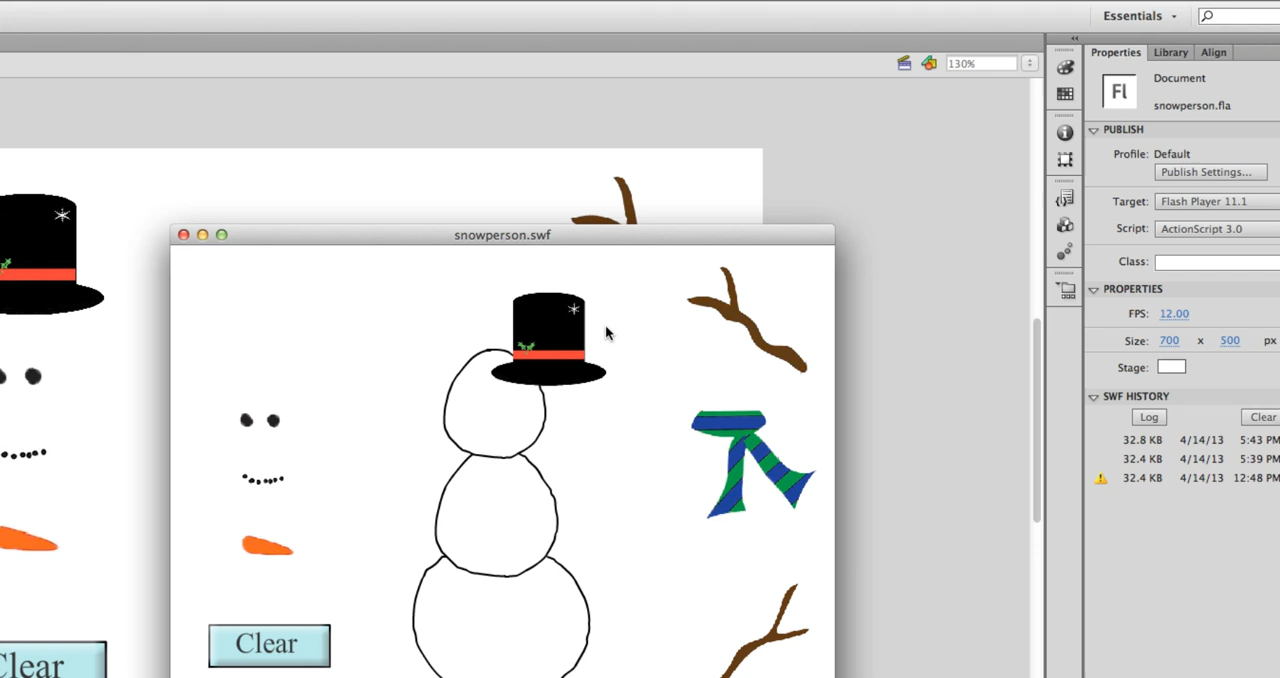 Essentials
130%
Properties Library Align
Fl
Document
snowperson.fla
PUBLISH
Profile: Default
Publish Settings...
Target: Flash Player 11.1
Script: ActionScript 3.0
Class:
PROPERTIES
FPS: 12.00
Size: 700 x 500 px
Stage:
SWF HISTORY
Log Clear
32.8 KB 4/14/13 5:43 PM
32.4 KB 4/14/13 5:39 PM
32.4 KB 4/14/13 12:48 PM
snowperson.swf
Clear
Clear